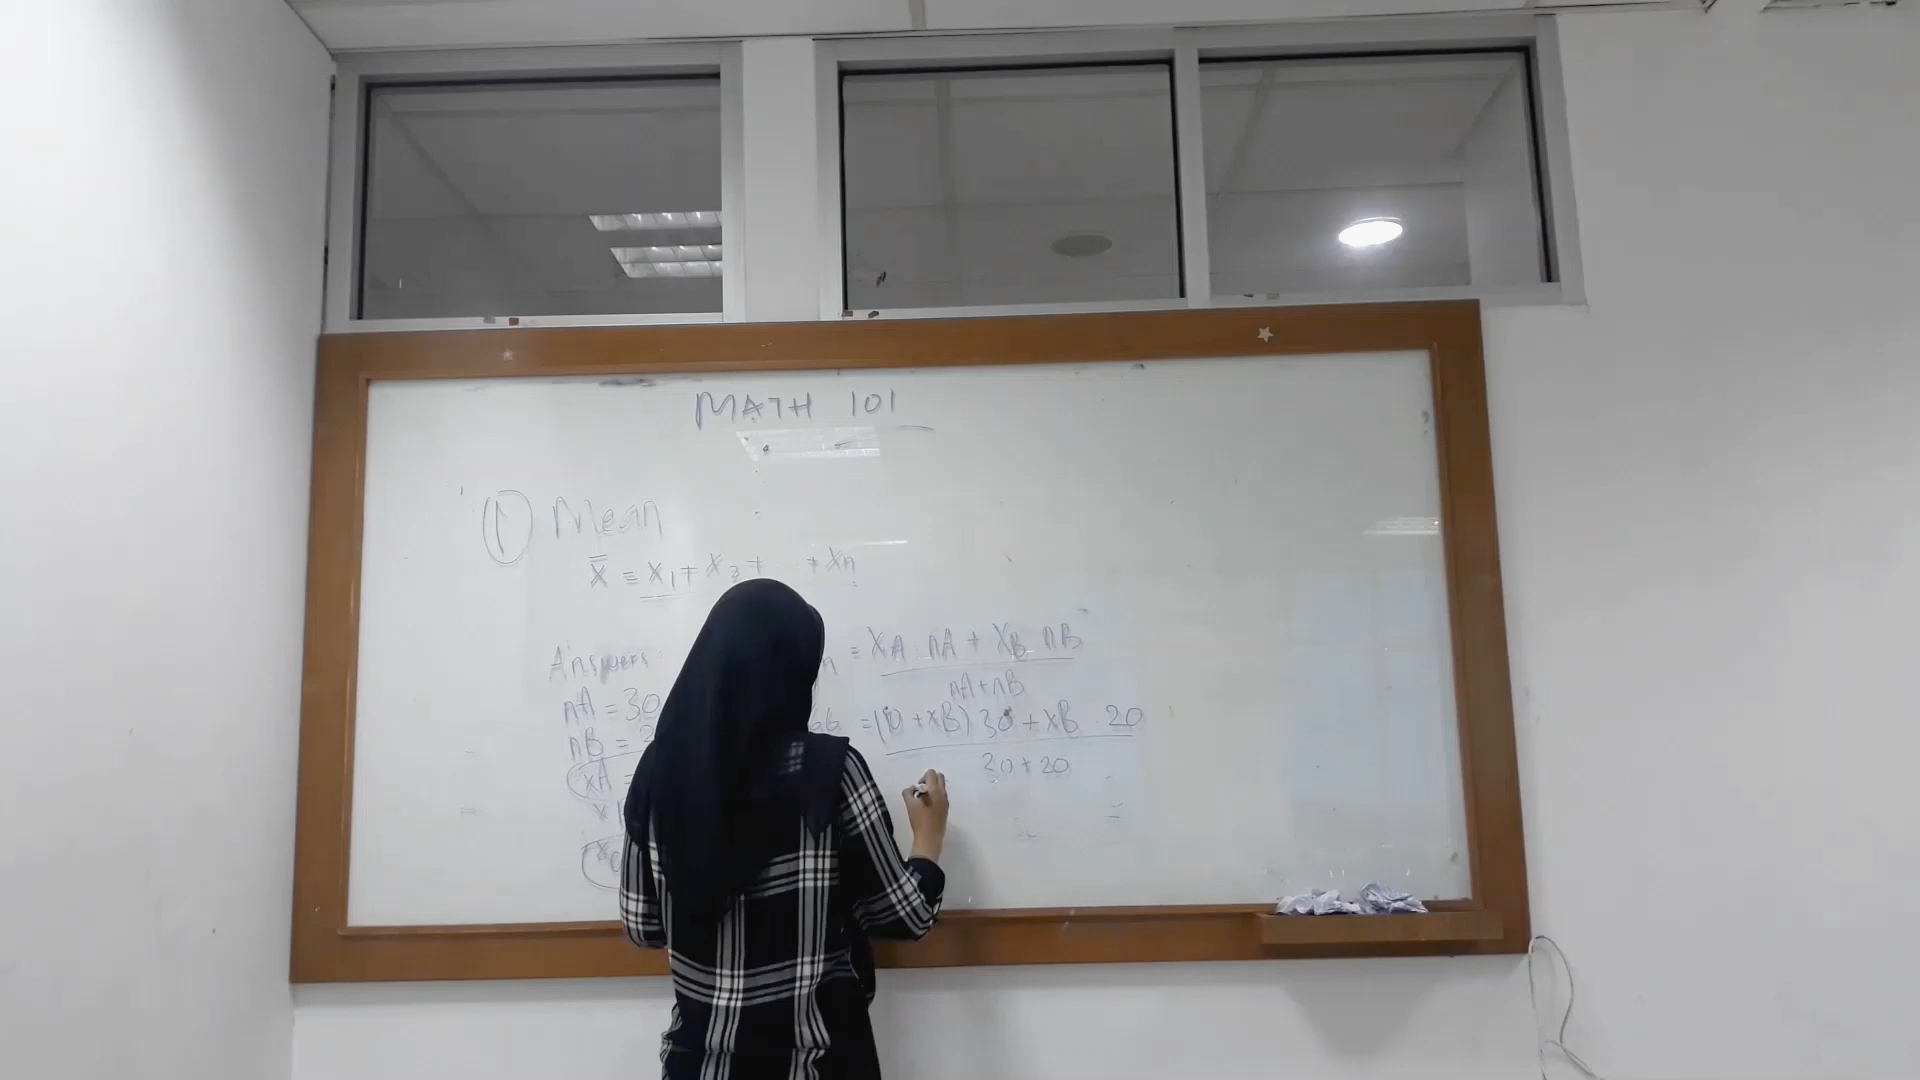 MATH 101
① Mean
x̿ = x₁ + x₂ + + xn
Answers: n = XA nA + XB nB
nA + nB
nA = 30
66 = (10 + XB) 30 + XB . 20
nB = 2
30 + 20
XA =